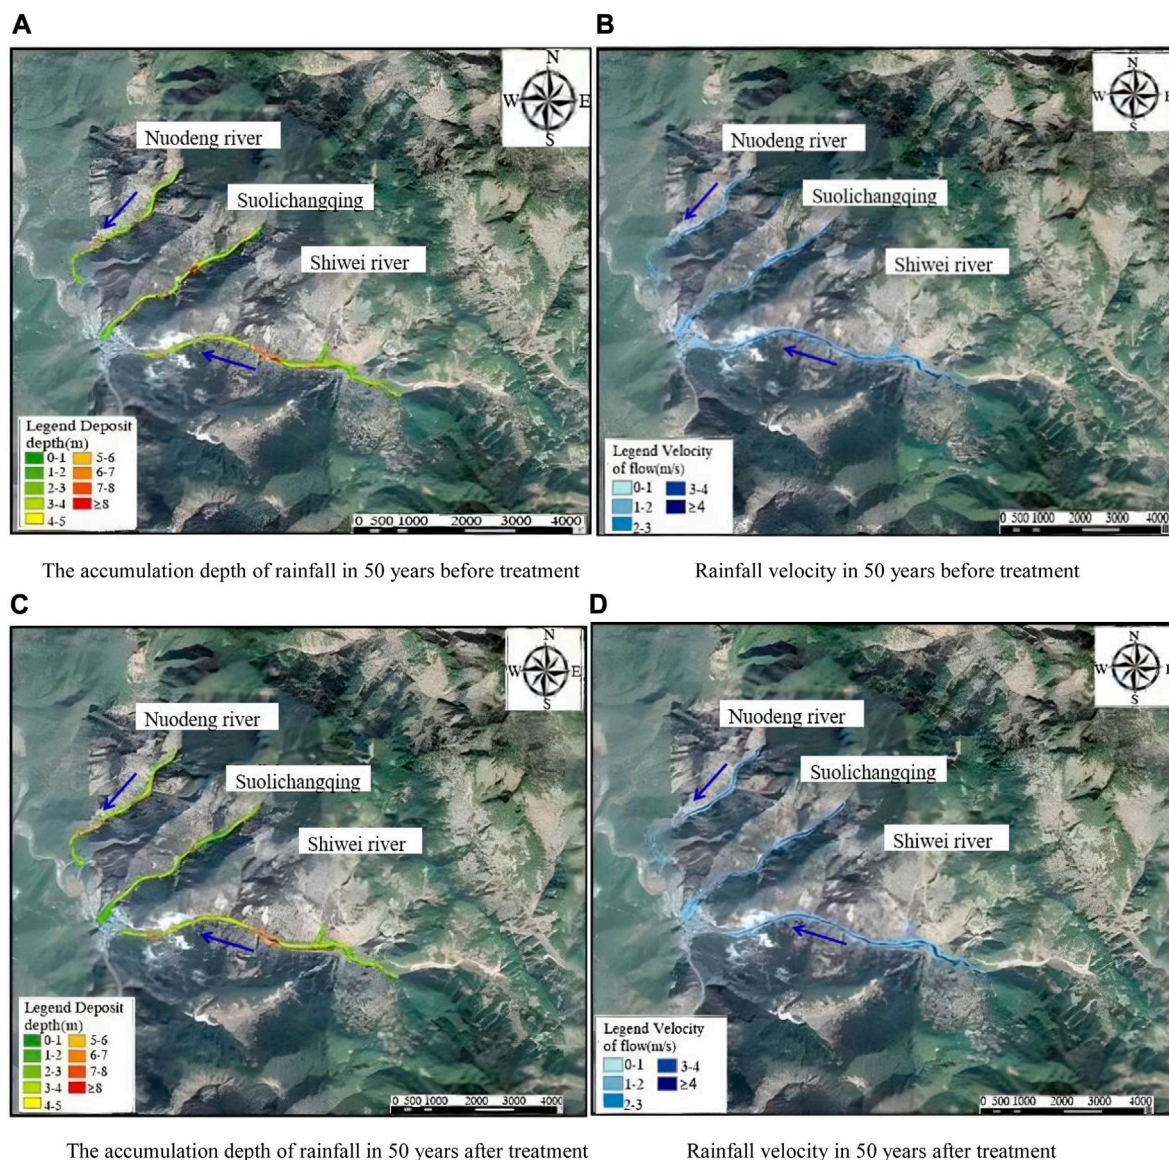 A
N
W
E
S
Nuodeng river
Suolichangqing
Shiwei river
Legend Deposit
depth(m)
0-1
5-6
1-2
6-7
2-3
7-8
3-4
≥8
4-5
0 500 1000 2000 3000 4000
The accumulation depth of rainfall in 50 years before treatment
B
N
W
S
Nuodeng river
Suolichangqing
Shiwei river
Legend Velocity
of flow(m/s)
0-1
3-4
1-2
≥4
2-3
0 500 1000 2000 3000 4000
Rainfall velocity in 50 years before treatment
C
N
W
E
S
Nuodeng river
Suolichangqing
Shiwei river
Legend Deposit
depth(m)
0-1
5-6
1-2
6-7
2-3
7-8
3-4
≥8
4-5
0 500 1000 2000 3000 4000
The accumulation depth of rainfall in 50 years after treatment
D
N
W
S
Nuodeng river
Suolichangqing
Shiwei river
Legend Velocity
of flow(m/s)
0-1
3-4
1-2
≥4
2-3
0 500 1000 2000 3000 4000
Rainfall velocity in 50 years after treatment